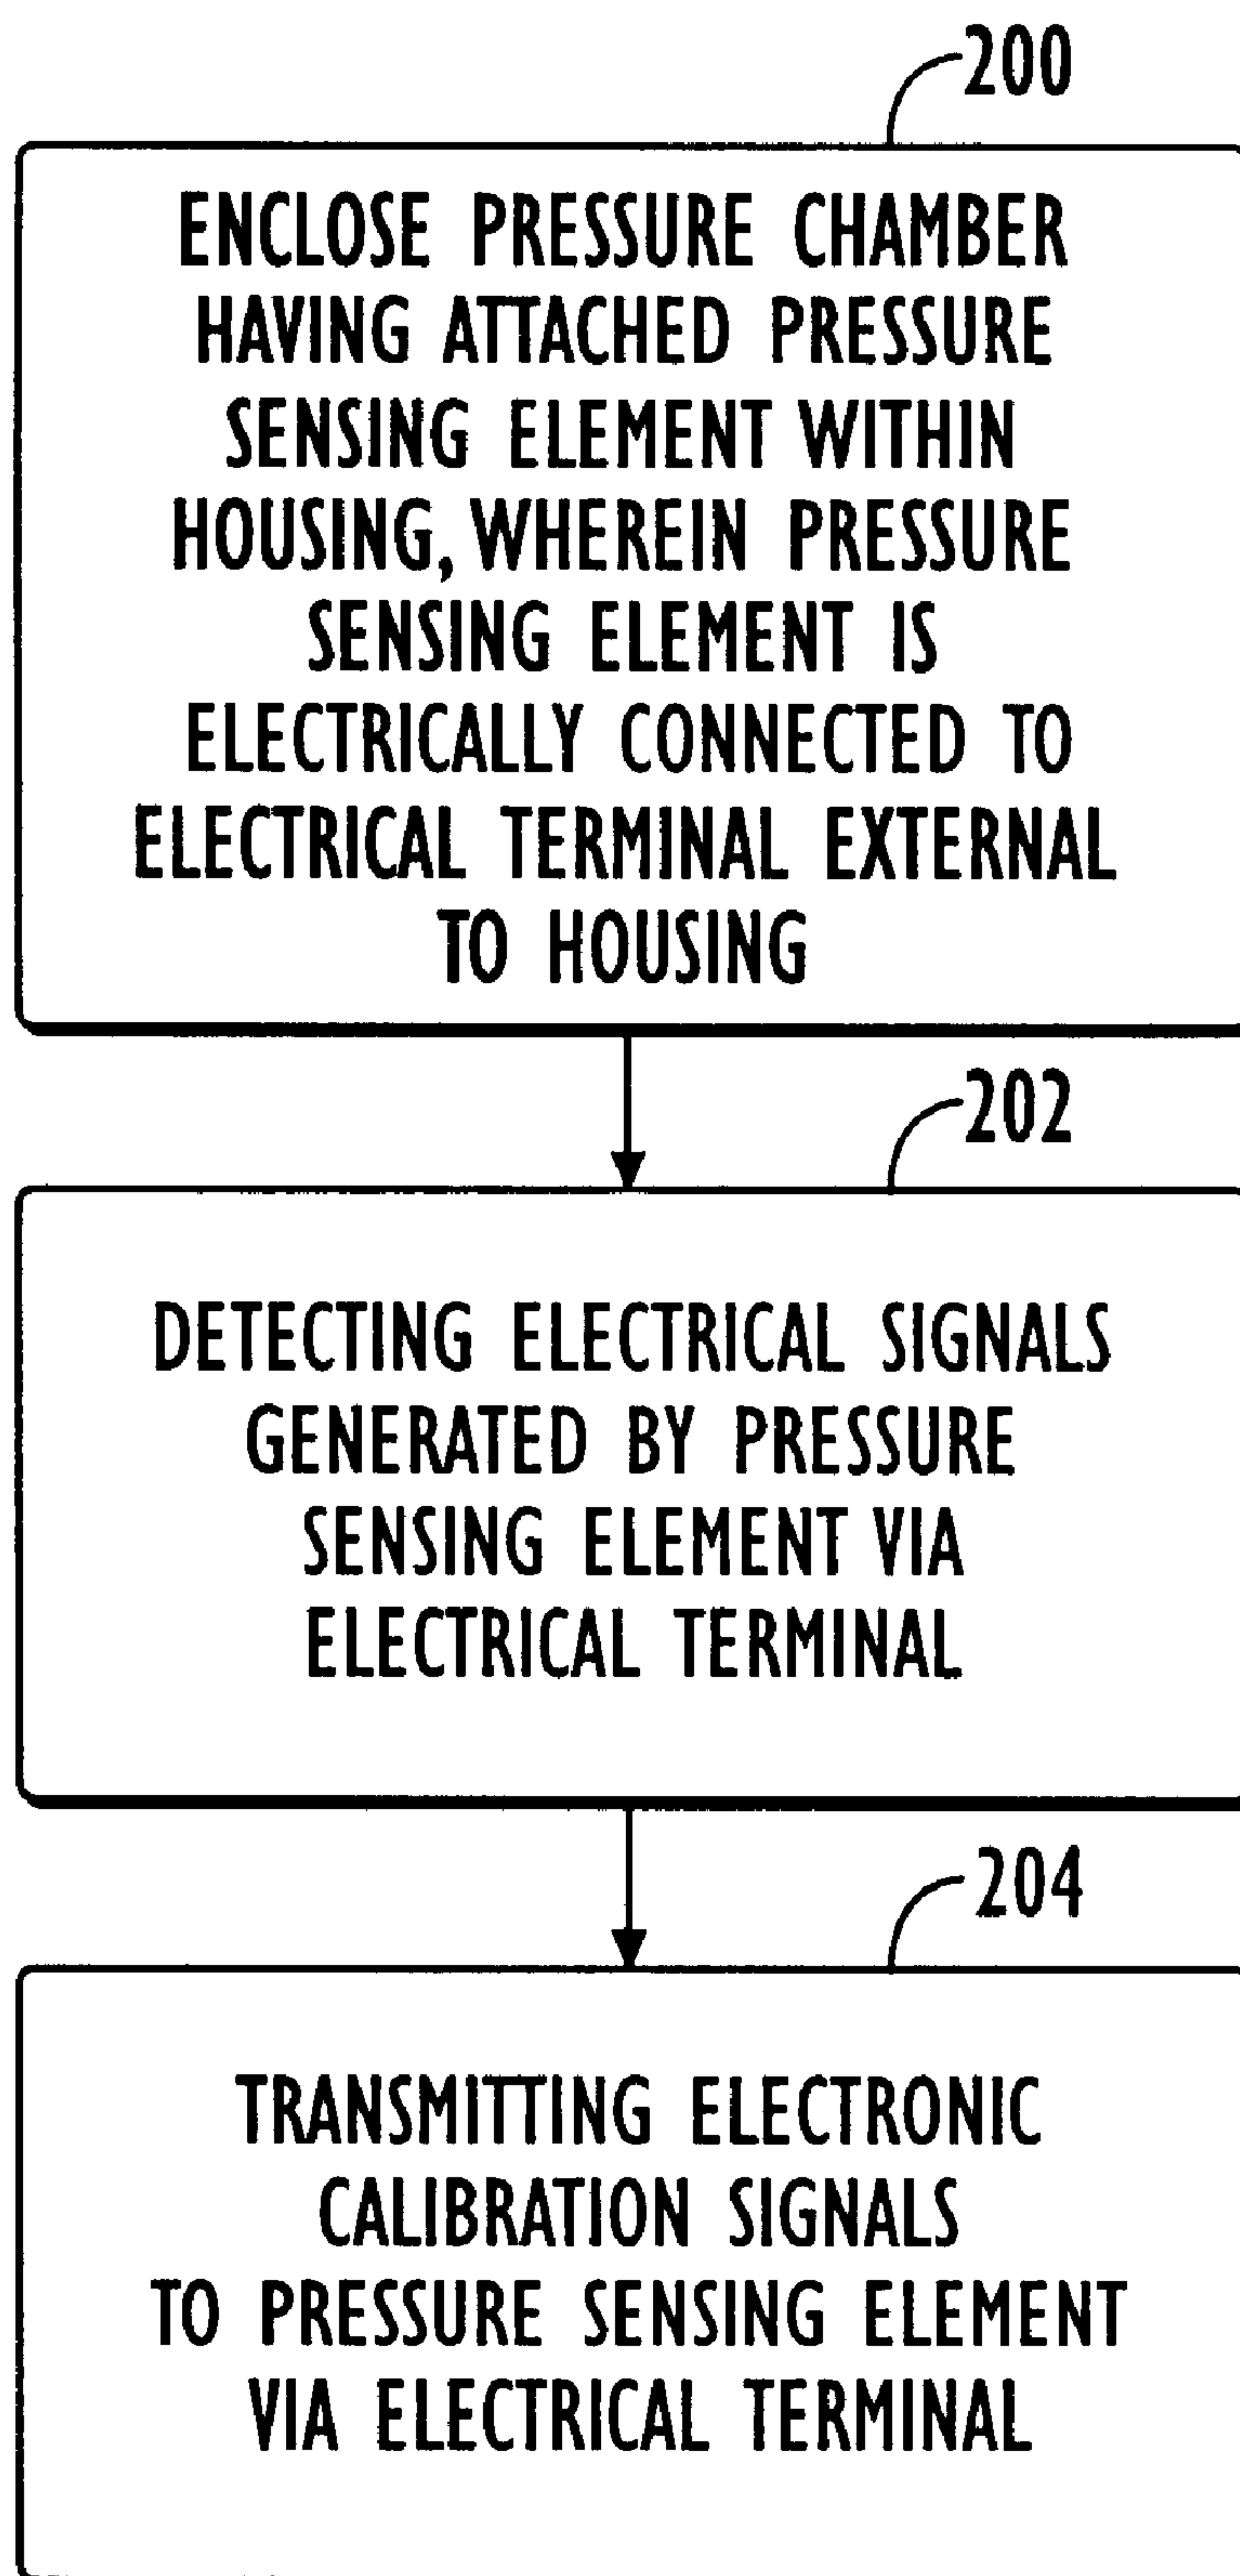 200
ENCLOSE PRESSURE CHAMBER
HAVING ATTACHED PRESSURE
SENSING ELEMENT WITHIN
HOUSING, WHEREIN PRESSURE
SENSING ELEMENT IS
ELECTRICALLY CONNECTED TO
ELECTRICAL TERMINAL EXTERNAL
TO HOUSING
202
DETECTING ELECTRICAL SIGNALS
GENERATED BY PRESSURE
SENSING ELEMENT VIA
ELECTRICAL TERMINAL
204
TRANSMITTING ELECTRONIC
CALIBRATION SIGNALS
TO PRESSURE SENSING ELEMENT
VIA ELECTRICAL TERMINAL